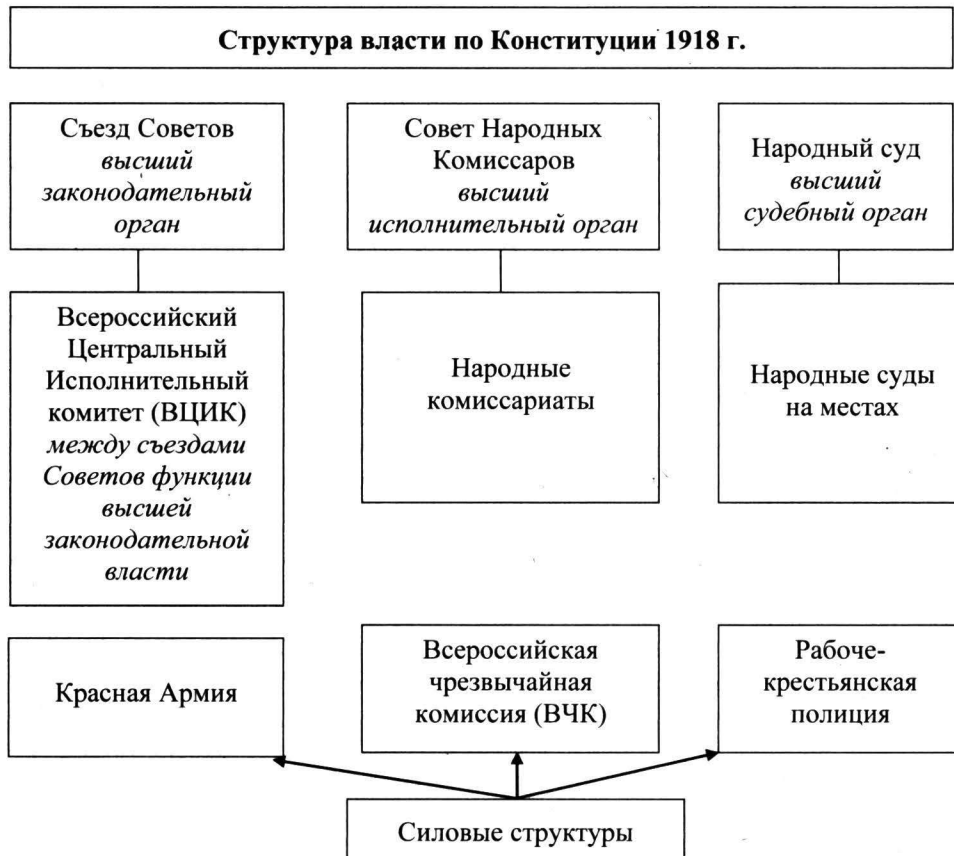 Структура власти по Конституции 1918 г.
Съезд Советов
высший
законодательный
орган
Совет Народных
Комиссаров
высший
исполнительный орган
Народный суд
высший
судебный орган
Всероссийский
Центральный
Исполнительный
комитет (ВЦИК)
между съездами
Советов функции
высшей
законодательной
власти
Народные
комиссариаты
Народные суды
на местах
Красная Армия
Всероссийская
чрезвычайная
комиссия (ВЧК)
Рабоче-
крестьянская
полиция
Силовые структуры